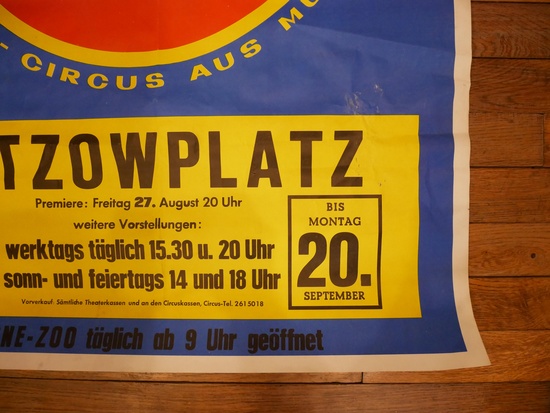 - CIRCUS AUS MÜ
TZOWPLATZ
Premiere: Freitag 27. August 20 Uhr
weitere Vorstellungen:
werktags täglich 15.30 u. 20 Uhr
sonn- und feiertags 14 und 18 Uhr
Vorverkauf: Sämtliche Theaterkassen und an den Circuskassen, Circus-Tel. 2615018
BIS
MONTAG
20.
SEPTEMBER
NE-ZOO täglich ab 9 Uhr geöffnet